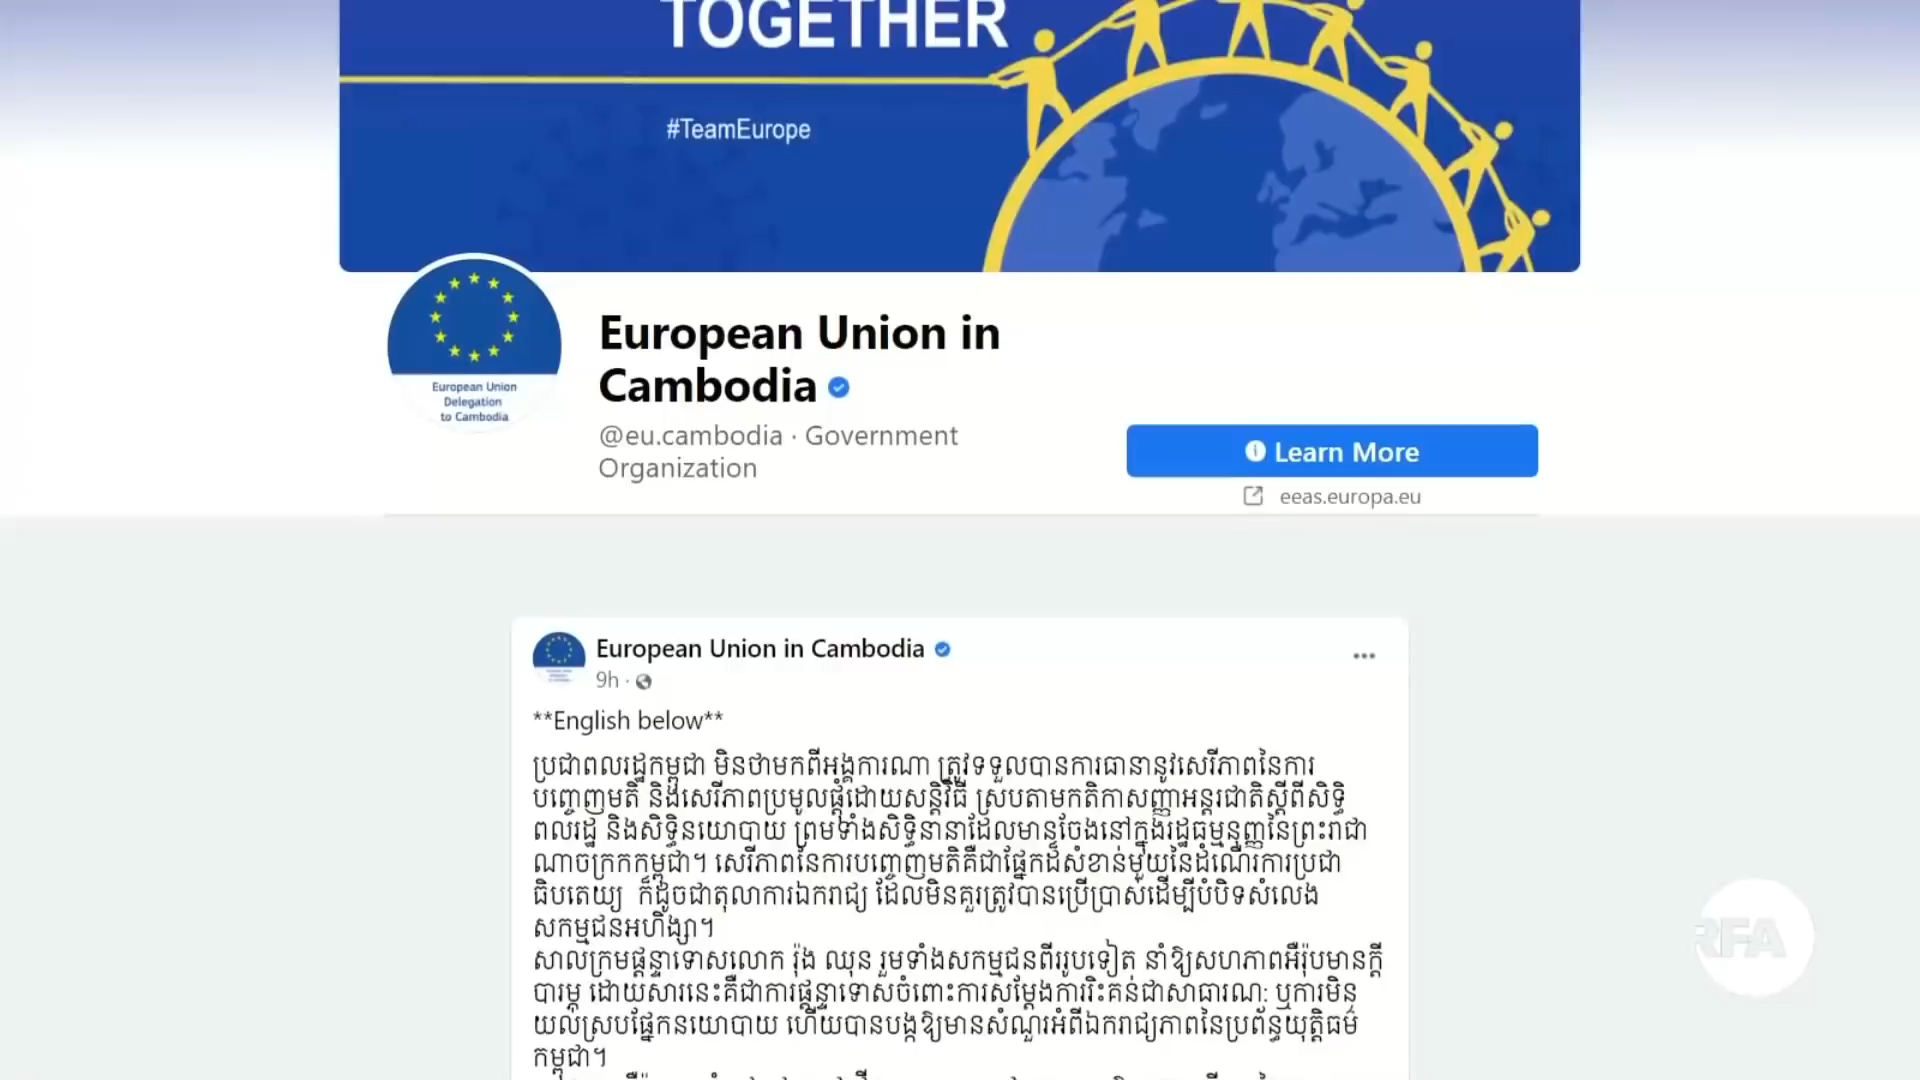 TOGETHER
#TeamEurope
European Union
Delegation
to Cambodia
European Union in
Cambodia
@eu.cambodia · Government
Organization
Learn More
eeas.europa.eu
European Union in Cambodia
9h ·
**English below**
ប្រជាពលរដ្ឋកម្ពុជា មិនថាមកពីអង្គការណា ត្រូវទទួលបានការធានានូវសេរីភាពនៃការ
បញ្ចេញមតិ និងសេរីភាពប្រមូលផ្តុំដោយសន្តិវិធី ស្របតាមកតិកាសញ្ញាអន្តរជាតិស្តីពីសិទ្ធិ
ពលរដ្ឋ និងសិទ្ធិនយោបាយ ព្រមទាំងសិទ្ធិនានាដែលមានចែងនៅក្នុងរដ្ឋធម្មនុញ្ញនៃព្រះរាជា
ណាចក្រកកម្ពុជា។ សេរីភាពនៃការបញ្ចេញមតិគឺជាផ្នែកដ៏សំខាន់មួយនៃដំណើរការប្រជា
ធិបតេយ្យ ក៏ដូចជាតុលាការឯករាជ្យ ដែលមិនគួរត្រូវបានប្រើប្រាស់ដើម្បីបំបិទសំលេង
សកម្មជនអហិង្សា។
សាលក្រមផ្តន្ទាទោសលោក រ៉ុង ឈុន រួមទាំងសកម្មជនពីររូបទៀត នាំឱ្យសហភាពអឺរ៉ុបមានក្តី
បារម្ភ ដោយសារនេះគឺជាការផ្តន្ទាទោសចំពោះការសម្តែងការរិះគន់ជាសាធារណៈ ឬការមិន
យល់ស្របផ្នែកនយោបាយ ហើយបានបង្កឱ្យមានសំណួរអំពីឯករាជ្យភាពនៃប្រព័ន្ធយុត្តិធម៌
កម្ពុជា។
RFA